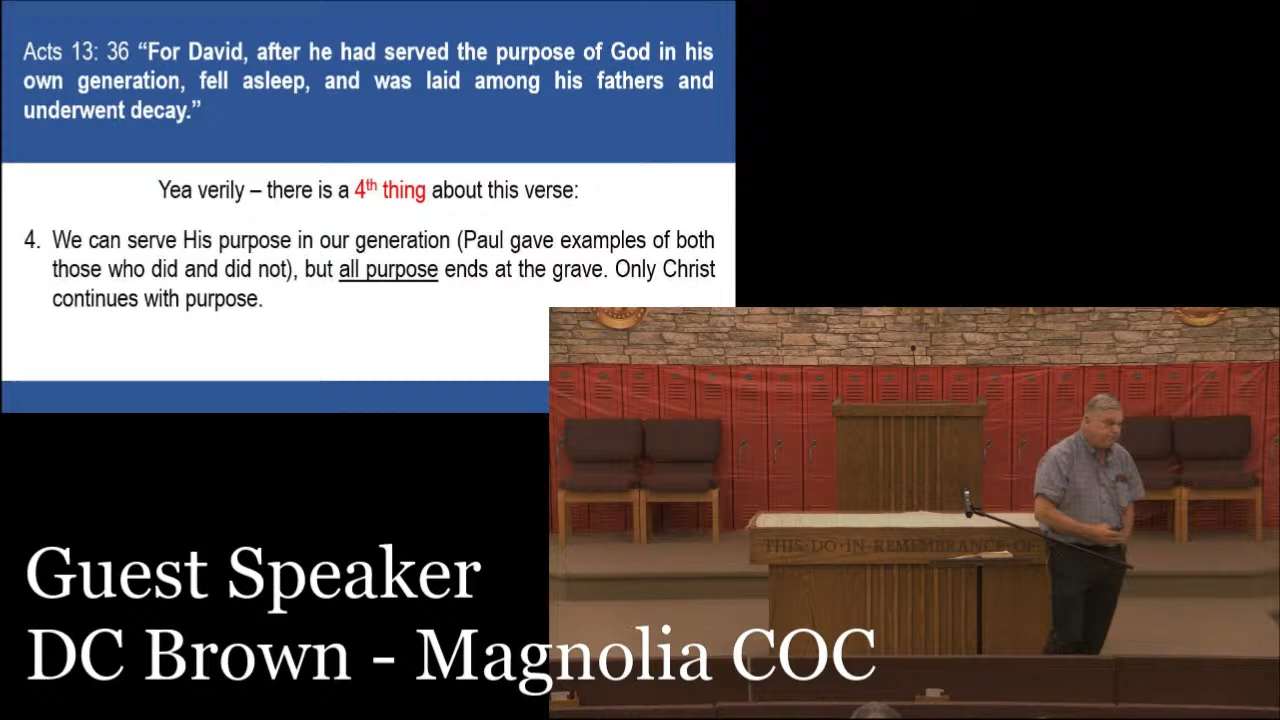 Acts 13: 36 “For David, after he had served the purpose of God in his
own generation, fell asleep, and was laid among his fathers and
underwent decay.”
Yea verily – there is a 4th thing about this verse:
4. We can serve His purpose in our generation (Paul gave examples of both
those who did and did not), but all purpose ends at the grave. Only Christ
continues with purpose.
THIS·DO·IN·REMEMBRANCE·OF
Guest Speaker
DC Brown - Magnolia COC